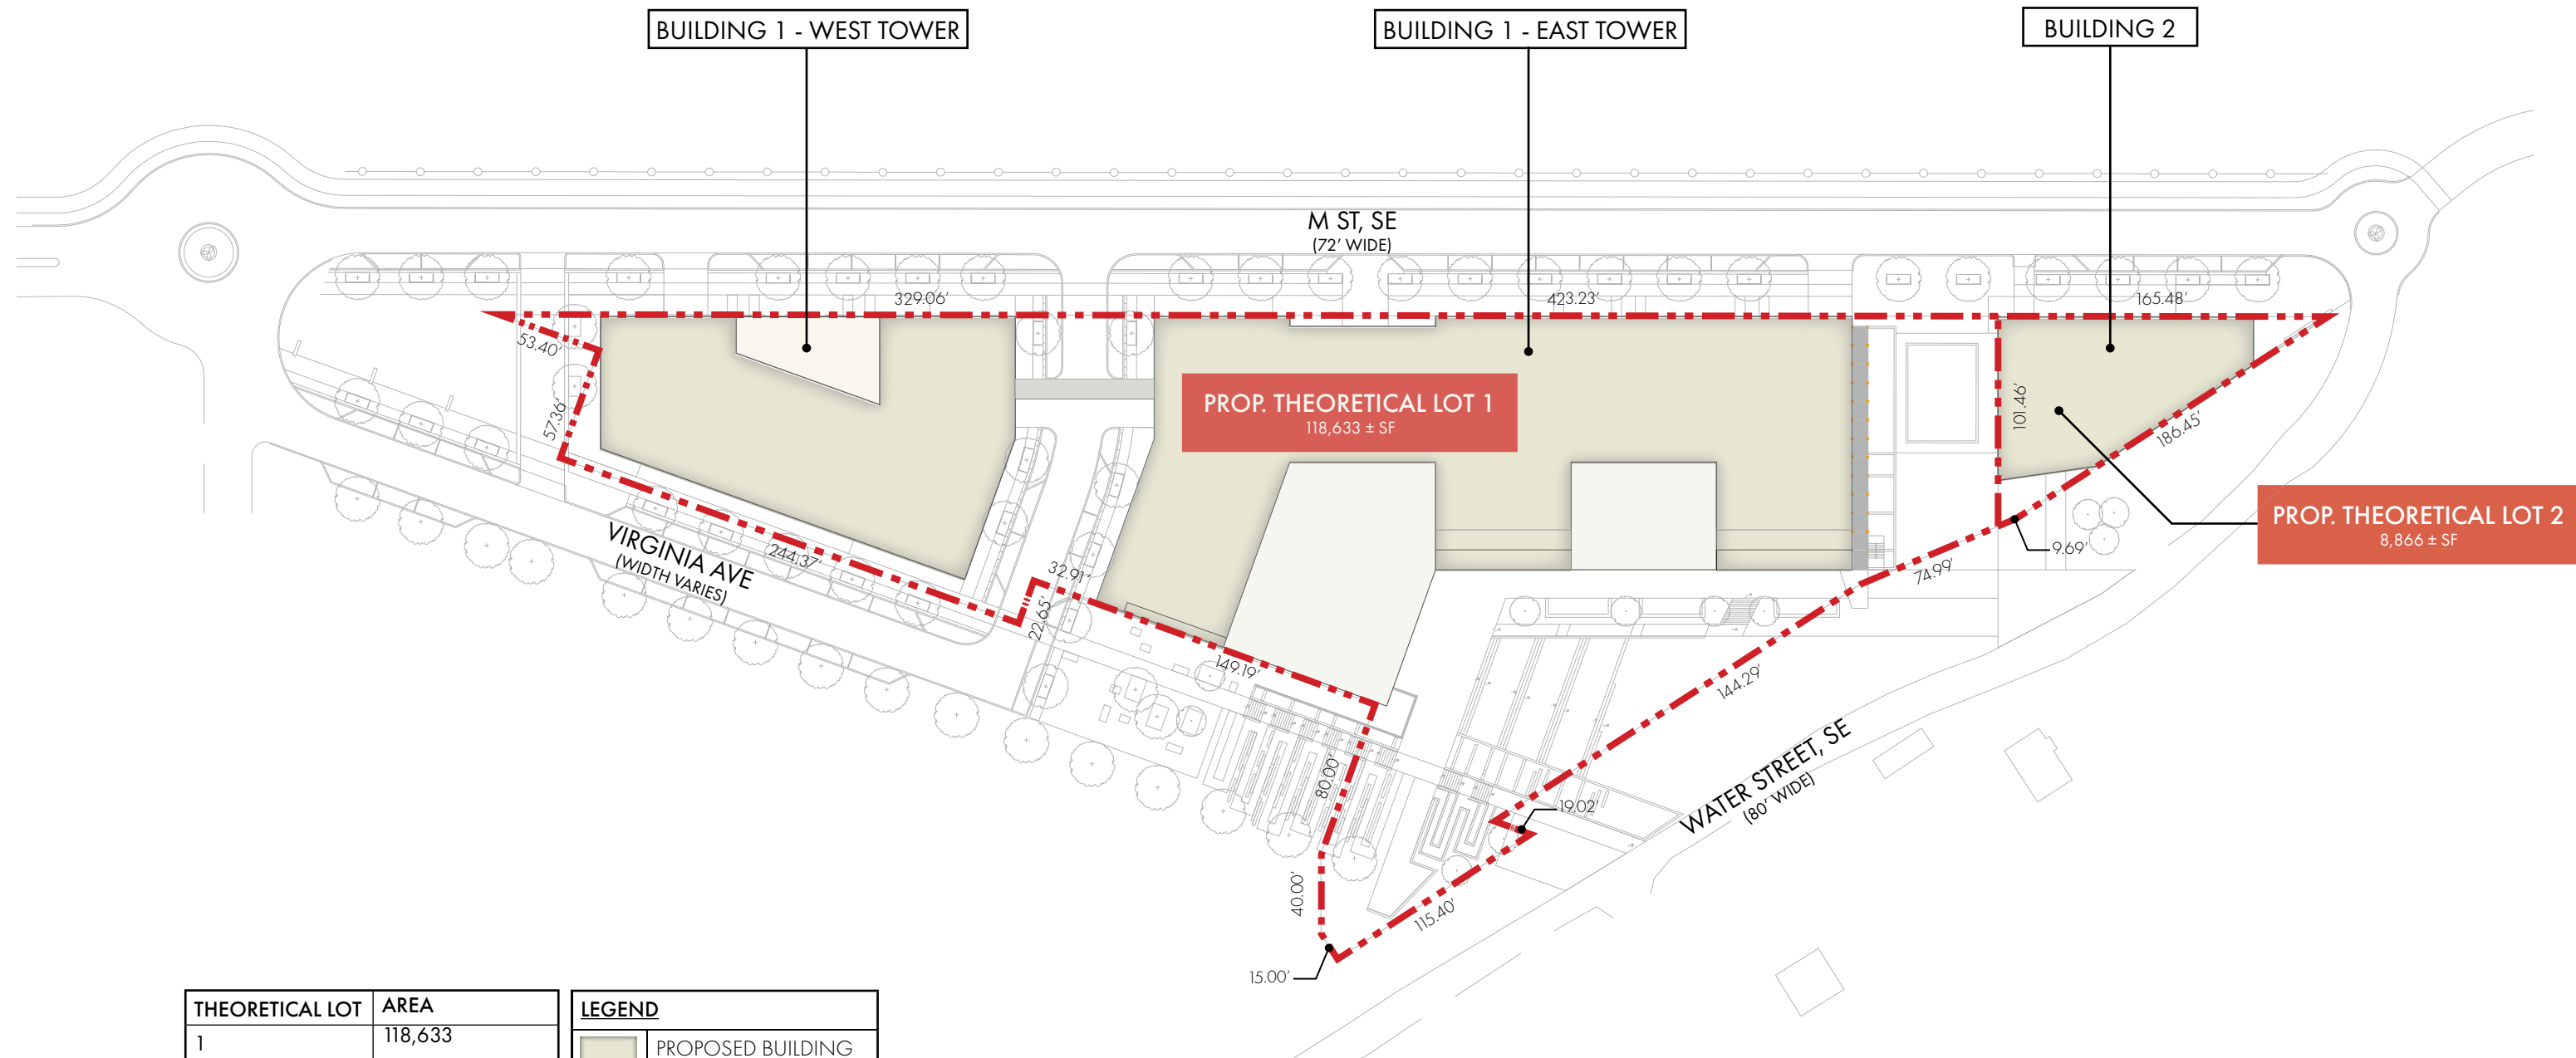 BUILDING 1 - WEST TOWER
BUILDING 1 - EAST TOWER
BUILDING 2
M ST, SE
(72' WIDE)
329.06'
423.23'
165.48'
53.40'
57.36'
PROP. THEORETICAL LOT 1
118,633 ± SF
101.46'
186.45'
PROP. THEORETICAL LOT 2
8,866 ± SF
VIRGINIA AVE
(WIDTH VARIES)
244.37'
32.91'
22.65'
9.69'
74.99'
149.19'
144.29'
80.00'
19.02'
WATER STREET, SE
(80' WIDE)
40.00'
115.40'
15.00'
THEORETICAL LOT AREA
1 118,633
LEGEND
PROPOSED BUILDING